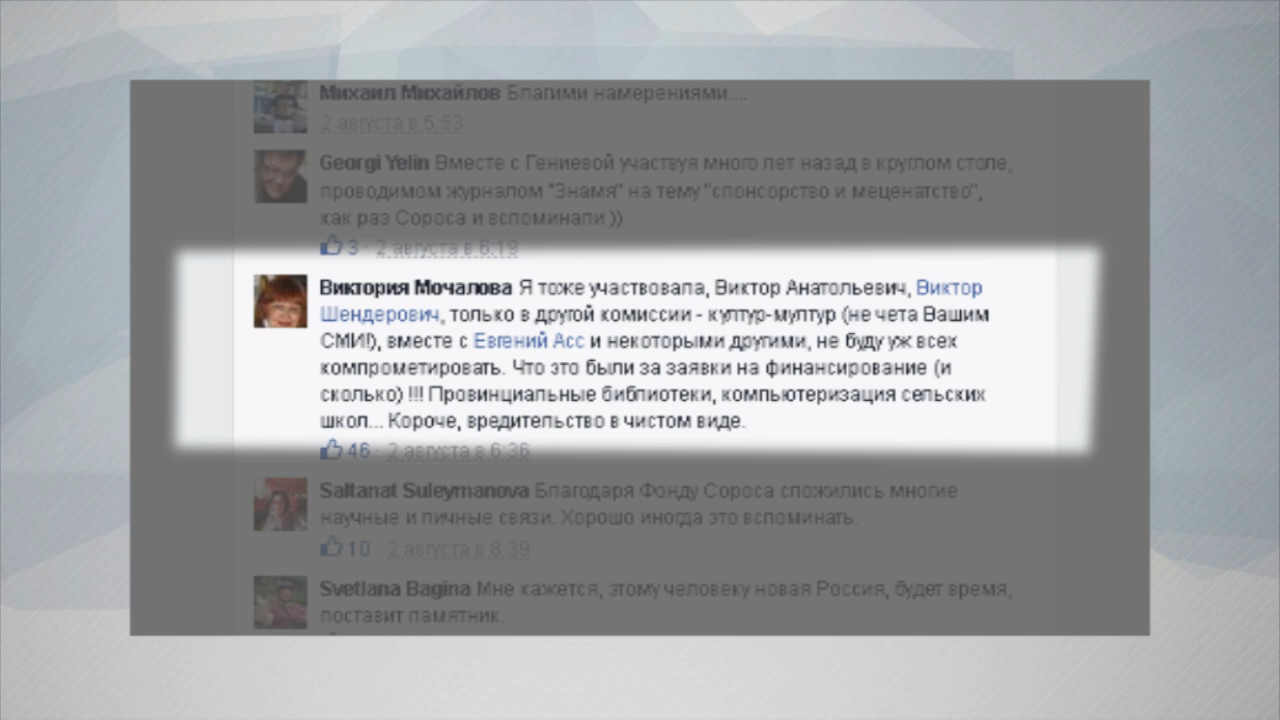 Михаил Михайлов Благими намерениями....
2 августа в 5:53
Georgi Yelin Вместе с Гениевой участвуя много лет назад в круглом столе,
проводимом журналом "Знамя" на тему "спонсорство и меценатство",
как раз Сороса и вспоминали ))
3 · 2 августа в 6:19
Виктория Мочалова Я тоже участвовала, Виктор Анатольевич, Виктор
Шендерович, только в другой комиссии - културмултур (не чета Вашим
СМИ!), вместе с Евгений Асс и некоторыми другими, не буду уж всех
компрометировать. Что это были за заявки на финансирование (и
сколько) !!! Провинциальные библиотеки, компьютеризация сельских
школ... Короче, вредительство в чистом виде.
46 · 2 августа в 6:36
Saltanat Suleymanova Благодаря Фонду Сороса сложились многие
научные и личные связи. Хорошо иногда это вспоминать.
10 · 2 августа в 8:39
Svetlana Bagina Мне кажется, этому человеку новая Россия, будет время,
поставит памятник.